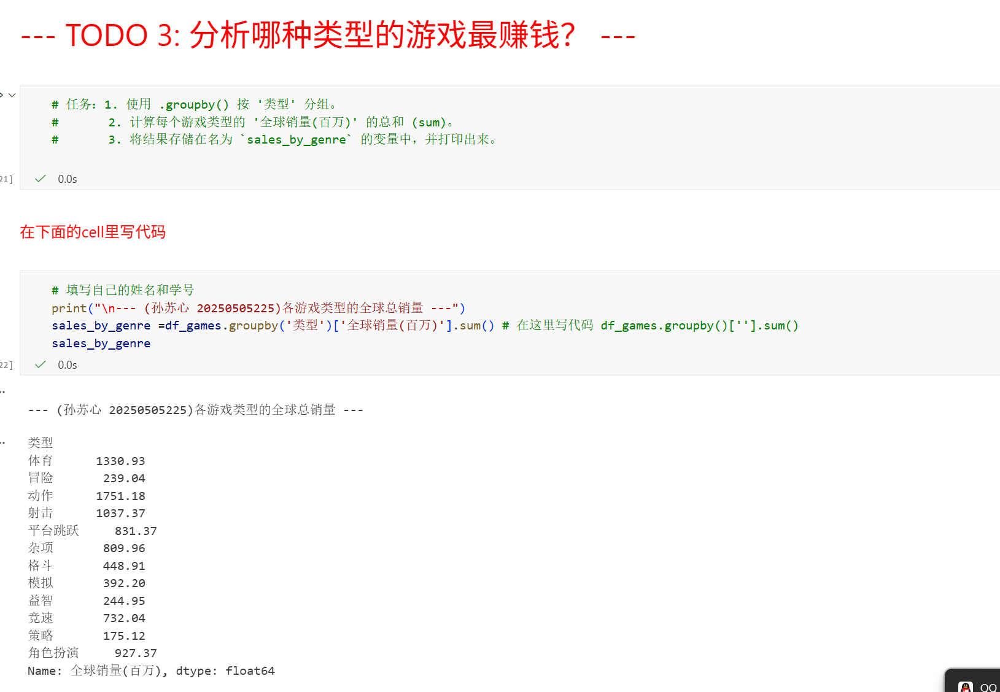 --- TODO 3: 分析哪种类型的游戏最赚钱? ---
# 任务: 1. 使用 .groupby() 按 '类型' 分组。
# 2. 计算每个游戏类型的 '全球销量(百万)' 的总和 (sum)。
# 3. 将结果存储在名为 `sales_by_genre` 的变量中，并打印出来。
21]
0.0s
在下面的cell里写代码
# 填写自己的姓名和学号
print("\n--- (孙苏心 20250505225)各游戏类型的全球总销量 ---")
sales_by_genre =df_games.groupby('类型')['全球销量(百万)'].sum() # 在这里写代码 df_games.groupby()[''].sum()
sales_by_genre
22]
0.0s
--- (孙苏心 20250505225)各游戏类型的全球总销量 ---
类型
体育 1330.93
冒险 239.04
动作 1751.18
射击 1037.37
平台跳跃 831.37
杂项 809.96
格斗 448.91
模拟 392.20
益智 244.95
竞速 732.04
策略 175.12
角色扮演 927.37
Name: 全球销量(百万), dtype: float64
QQ